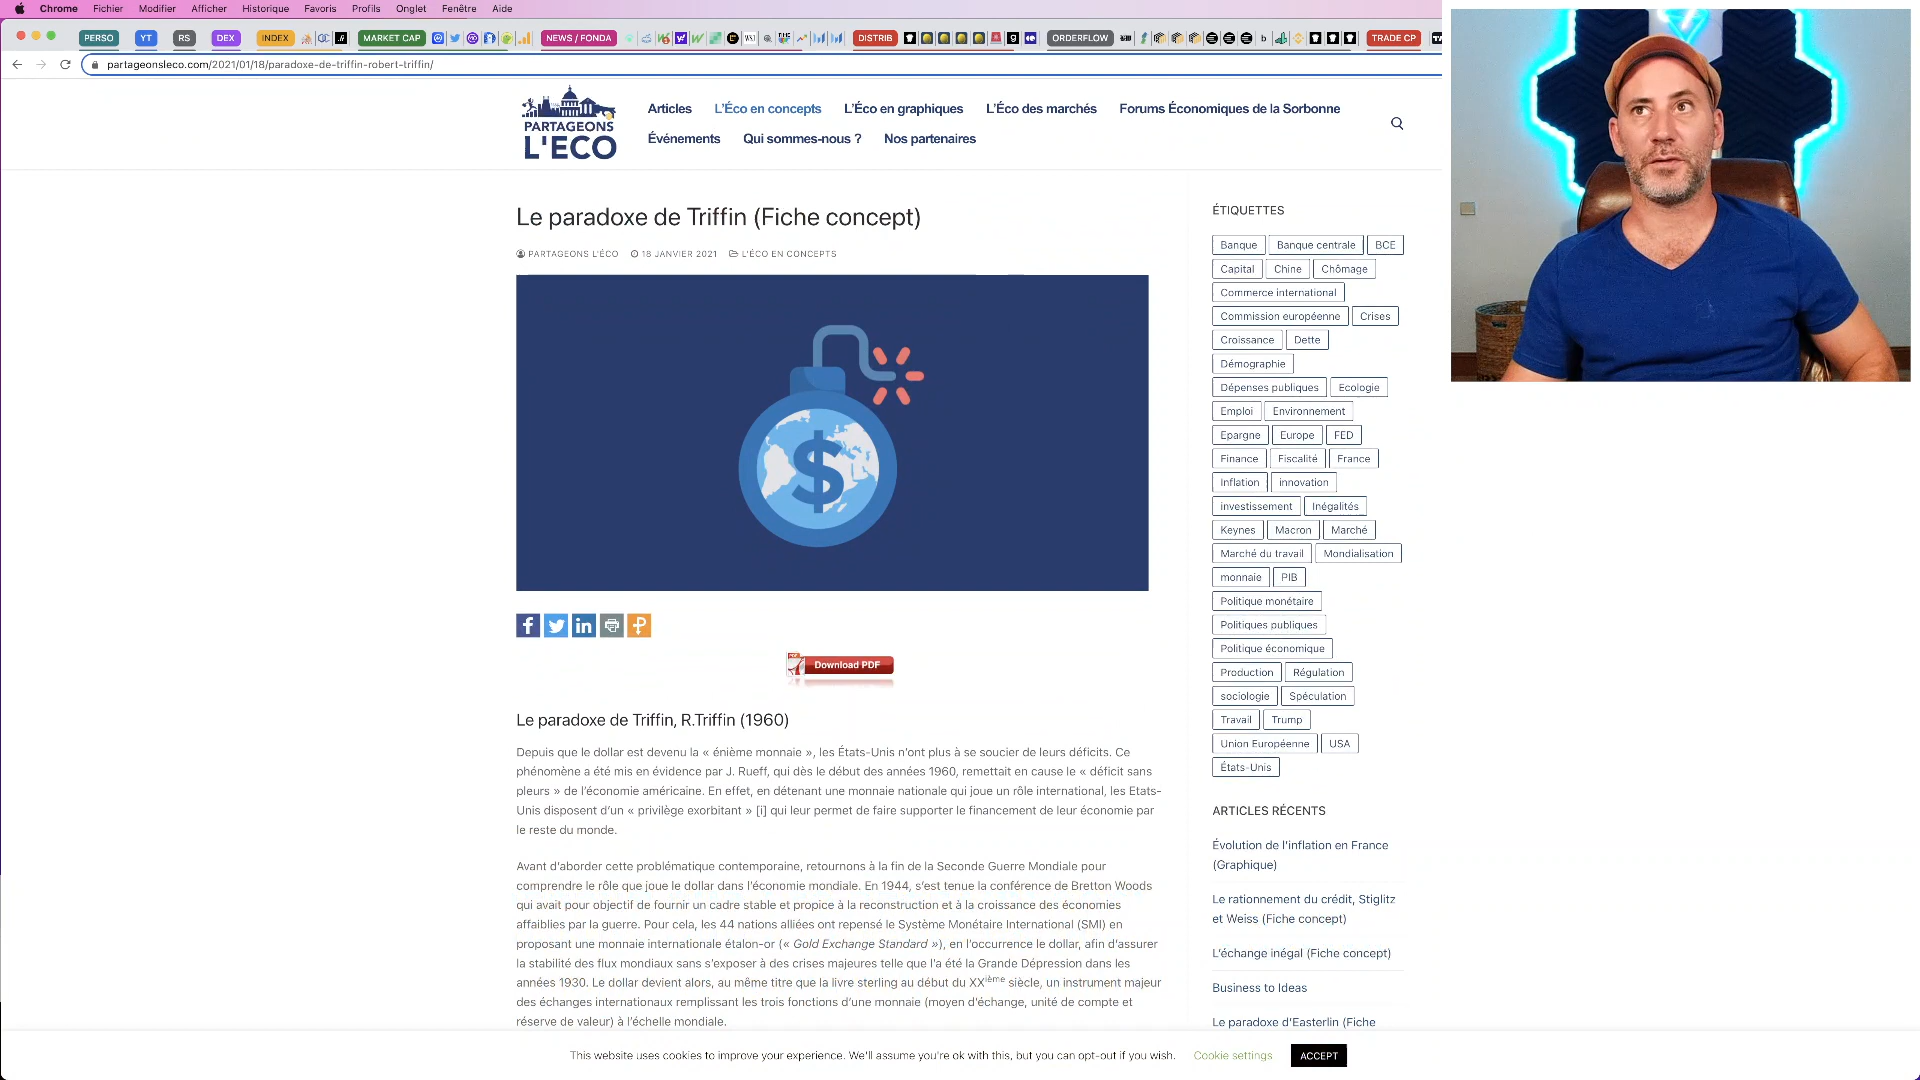 Chrome Fichier Modifier Afficher Historique Favoris Profils Onglet Fenêtre Aide
PERSO YT RS DEX INDEX MARKET CAP NEWS / FONDA DISTRIB ORDERFLOW TRADE CP
partageonsleco.com/2021/01/18/paradoxe-de-triffin-robert-triffin/
PARTAGEONS
L'ECO
Articles L'Éco en concepts L'Éco en graphiques L'Éco des marchés Forums Économiques de la Sorbonne
Événements Qui sommes-nous ? Nos partenaires
Le paradoxe de Triffin (Fiche concept)
PARTAGEONS L'ÉCO 18 JANVIER 2021 L'ÉCO EN CONCEPTS
$
Download PDF
Le paradoxe de Triffin, R.Triffin (1960)
Depuis que le dollar est devenu la « énième monnaie », les États-Unis n'ont plus à se soucier de leurs déficits. Ce
phénomène a été mis en évidence par J. Rueff, qui dès le début des années 1960, remettait en cause le « déficit sans
pleurs » de l'économie américaine. En effet, en détenant une monnaie nationale qui joue un rôle international, les Etats-
Unis disposent d'un « privilège exorbitant » [i] qui leur permet de faire supporter le financement de leur économie par
le reste du monde.
Avant d'aborder cette problématique contemporaine, retournons à la fin de la Seconde Guerre Mondiale pour
comprendre le rôle que joue le dollar dans l'économie mondiale. En 1944, s'est tenue la conférence de Bretton Woods
qui avait pour objectif de fournir un cadre stable et propice à la reconstruction et à la croissance des économies
affaiblies par la guerre. Pour cela, les 44 nations alliées ont repensé le Système Monétaire International (SMI) en
proposant une monnaie internationale étalon-or (« Gold Exchange Standard »), en l'occurrence le dollar, afin d'assurer
la stabilité des flux mondiaux sans s'exposer à des crises majeures telle que l'a été la Grande Dépression dans les
années 1930. Le dollar devient alors, au même titre que la livre sterling au début du XXième siècle, un instrument majeur
des échanges internationaux remplissant les trois fonctions d'une monnaie (moyen d'échange, unité de compte et
réserve de valeur) à l'échelle mondiale.
ÉTIQUETTES
Banque Banque centrale BCE
Capital Chine Chômage
Commerce international
Commission européenne Crises
Croissance Dette
Démographie
Dépenses publiques Ecologie
Emploi Environnement
Epargne Europe FED
Finance Fiscalité France
Inflation innovation
investissement Inégalités
Keynes Macron Marché
Marché du travail Mondialisation
monnaie PIB
Politique monétaire
Politiques publiques
Politique économique
Production Régulation
sociologie Spéculation
Travail Trump
Union Européenne USA
États-Unis
ARTICLES RÉCENTS
Évolution de l'inflation en France
(Graphique)
Le rationnement du crédit, Stiglitz
et Weiss (Fiche concept)
L'échange inégal (Fiche concept)
Business to Ideas
Le paradoxe d'Easterlin (Fiche
This website uses cookies to improve your experience. We'll assume you're ok with this, but you can opt-out if you wish. Cookie settings ACCEPT